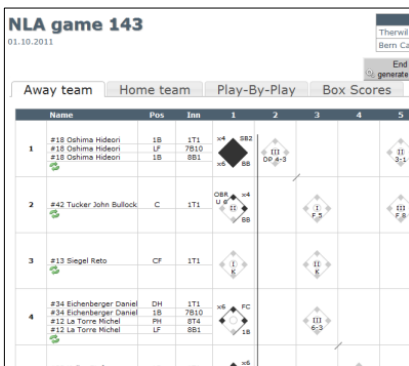 NLA game 143
01.10.2011
Therwil
Bern Ca
End
generate
Away team Home team Play-By-Play Box Scores
Name Pos Inn 1 2 3 4 5
1
#18 Oshima Hideori 1B 1T1
#18 Oshima Hideori LF 7B10
#18 Oshima Hideori 1B 8B1
x4 SB2
x6 BB
III
DP 4-3
II
3-1
2
#42 Tucker John Bullock C 1T1
OBR x4
U 6 II
BB
I
F 5
III
F 8
3
#13 Siegel Reto CF 1T1
I
K
II
K
4
#34 Eichenberger Daniel DH 1T1
#34 Eichenberger Daniel 1B 7B10
#12 La Torre Michel PH 8T4
#12 La Torre Michel LF 8B1
x6 FC
1B
III
6-3
x6